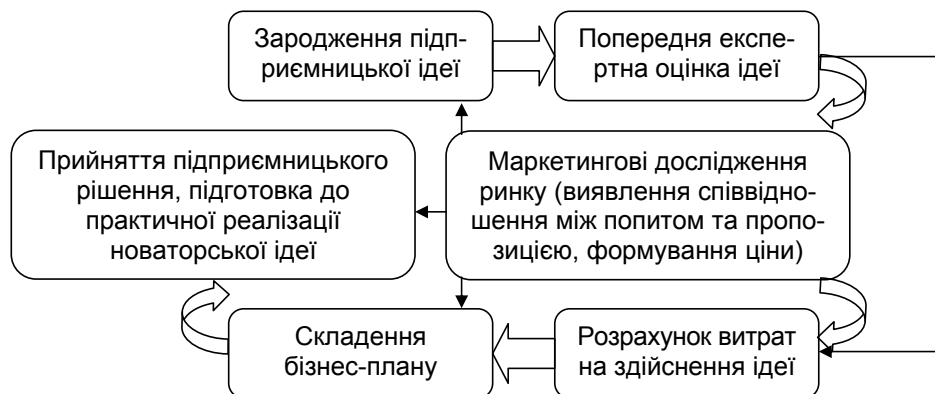 Зародження підп-
риємницької ідеї
Попередня експе-
ртна оцінка ідеї
Прийняття підприємницького
рішення, підготовка до
практичної реалізації
новаторської ідеї
Маркетингові дослідження
ринку (виявлення співвідно-
шення між попитом та пропо-
зицією, формування ціни)
Складення
бізнес-плану
Розрахунок витрат
на здійснення ідеї